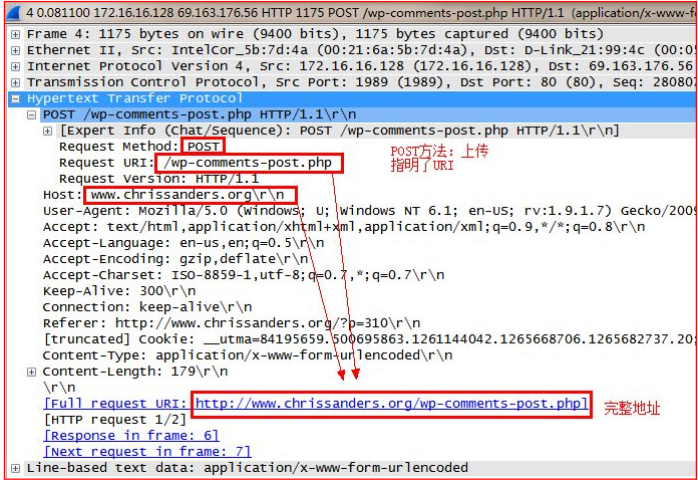 4 0.081100 172.16.16.128 69.163.176.56 HTTP 1175 POST /wp-comments-post.php HTTP/1.1 (application/x-www-f
Frame 4: 1175 bytes on wire (9400 bits), 1175 bytes captured (9400 bits)
Ethernet II, Src: IntelCor_5b:7d:4a (00:21:6a:5b:7d:4a), Dst: D-Link_21:99:4c (00:0
Internet Protocol Version 4, Src: 172.16.16.128 (172.16.16.128), Dst: 69.163.176.56
Transmission Control Protocol, Src Port: 1989 (1989), Dst Port: 80 (80), Seq: 28080
Hypertext Transfer Protocol
POST /wp-comments-post.php HTTP/1.1\r\n
[Expert Info (Chat/Sequence): POST /wp-comments-post.php HTTP/1.1\r\n]
Request Method: POST
POST方法：上传
Request URI: /wp-comments-post.php
指明了URI
Request Version: HTTP/1.1
Host: www.chrissanders.org\r\n
User-Agent: Mozilla/5.0 (Windows; U; Windows NT 6.1; en-US; rv:1.9.1.7) Gecko/200
Accept: text/html,application/xhtml+xml,application/xml;q=0.9,*/*;q=0.8\r\n
Accept-Language: en-us,en;q=0.5\r\n
Accept-Encoding: gzip,deflate\r\n
Accept-Charset: ISO-8859-1,utf-8;q=0.7,*;q=0.7\r\n
Keep-Alive: 300\r\n
Connection: keep-alive\r\n
Referer: http://www.chrissanders.org/?p=310\r\n
[truncated] Cookie: __utma=84195659.500695863.1261144042.1265668706.1265682737.20;
Content-Type: application/x-www-form-urlencoded\r\n
Content-Length: 179\r\n
\r\n
[Full request URI: http://www.chrissanders.org/wp-comments-post.php]
完整地址
[HTTP request 1/2]
[Response in frame: 6]
[Next request in frame: 7]
Line-based text data: application/x-www-form-urlencoded